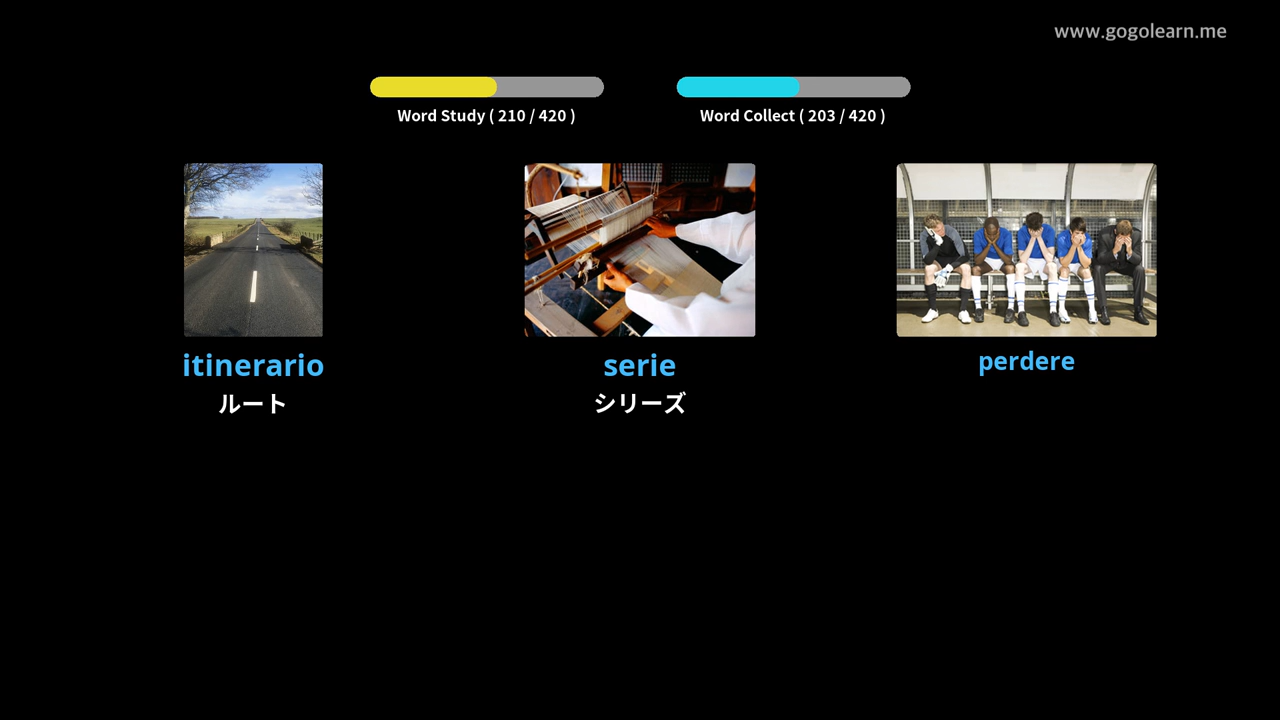 www.gogolearn.me
Word Study ( 210 / 420 )
Word Collect ( 203 / 420 )
itinerario
ルート
serie
シリーズ
perdere